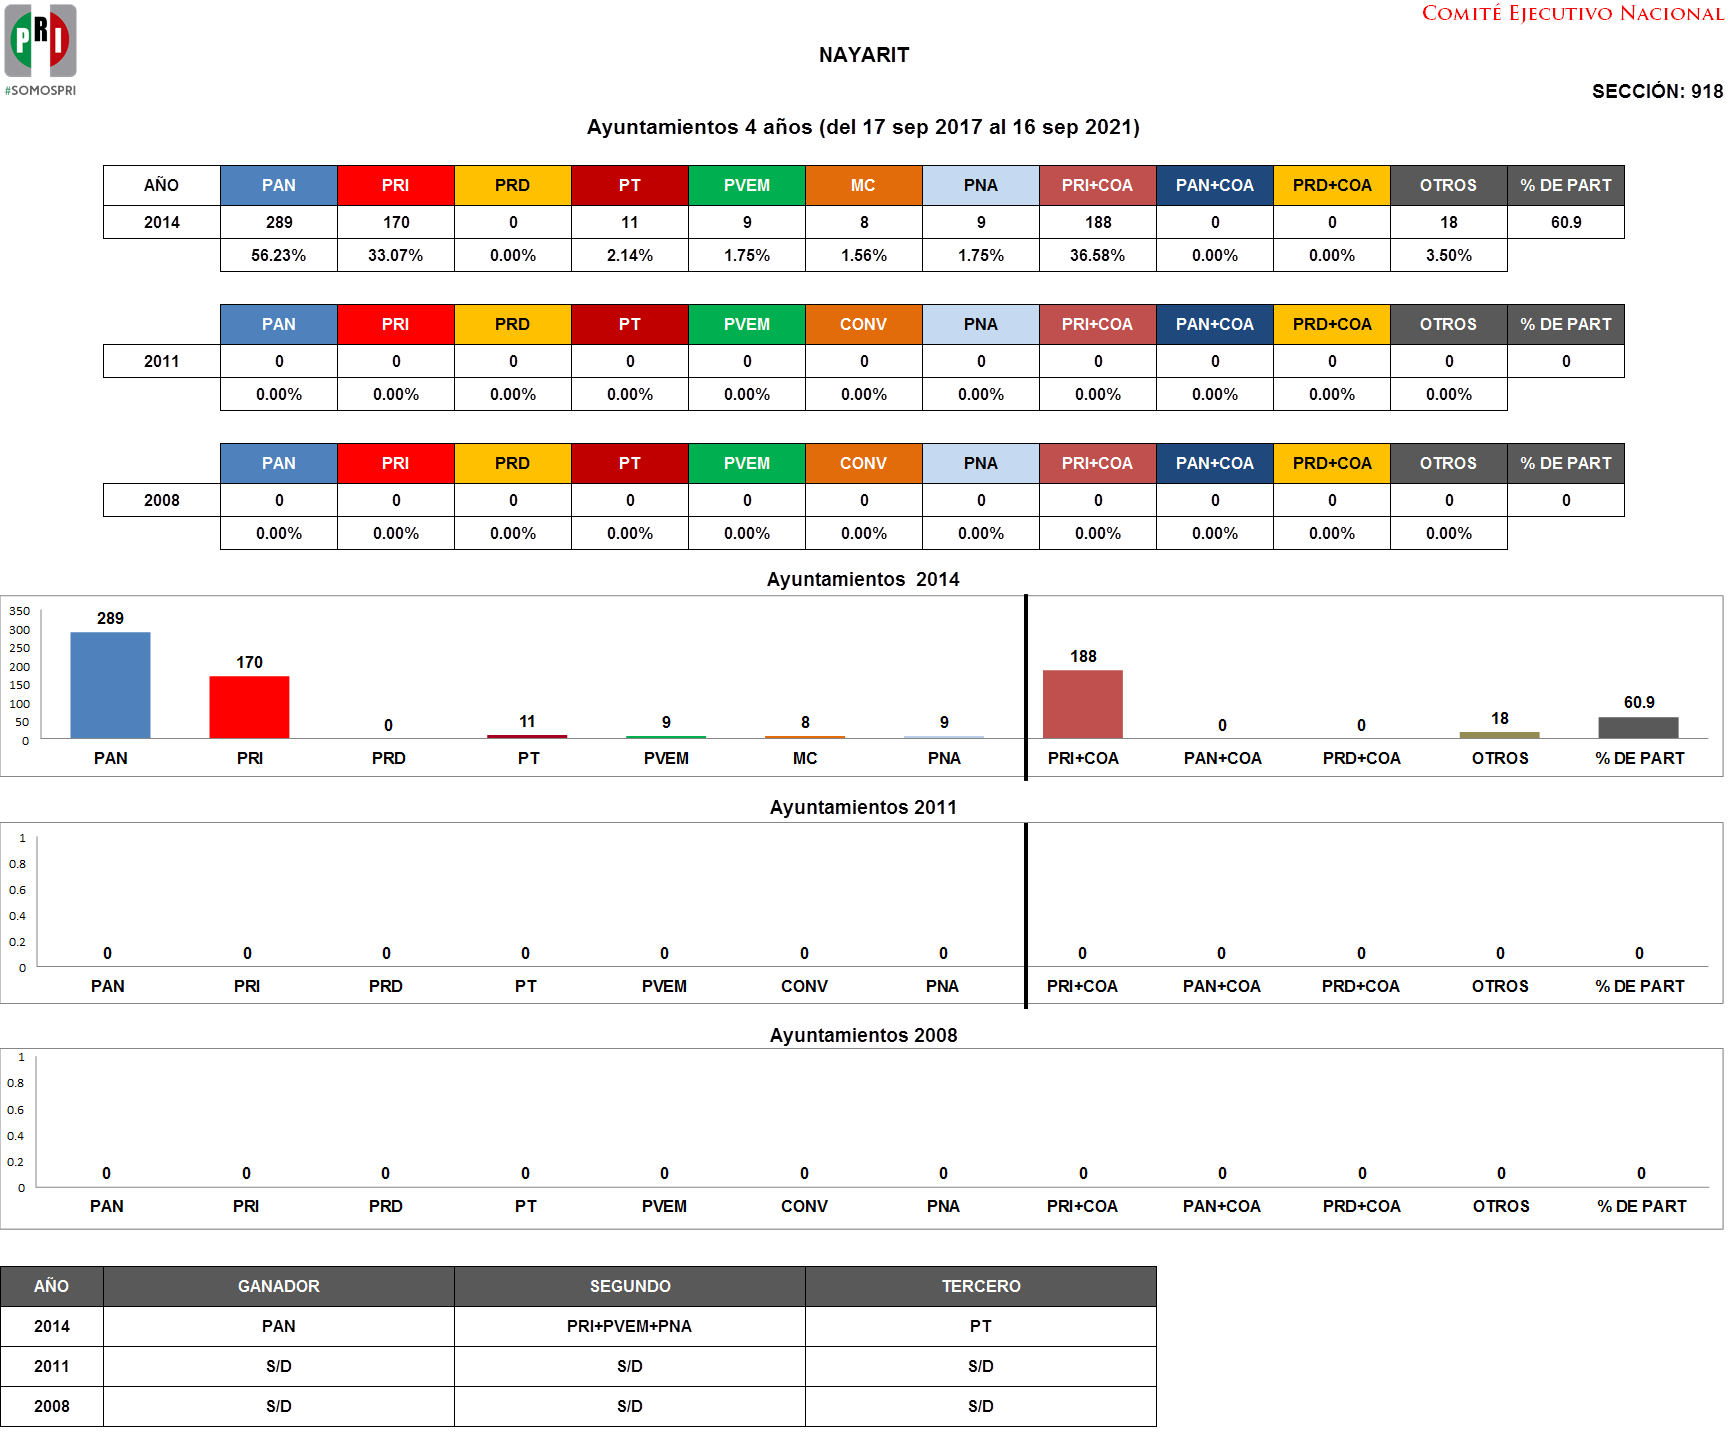 COMITÉ EJECUTIVO NACIONAL
PRI
#SOMOSPRI
NAYARIT
SECCIÓN: 918
Ayuntamientos 4 años (del 17 sep 2017 al 16 sep 2021)
AÑO PAN PRI PRD PT PVEM MC PNA PRI+COA PAN+COA PRD+COA OTROS % DE PART
2014 289 170 0 11 9 8 9 188 0 0 18 60.9
56.23% 33.07% 0.00% 2.14% 1.75% 1.56% 1.75% 36.58% 0.00% 0.00% 3.50%
PAN PRI PRD PT PVEM CONV PNA PRI+COA PAN+COA PRD+COA OTROS % DE PART
2011 0 0 0 0 0 0 0 0 0 0 0 0
0.00% 0.00% 0.00% 0.00% 0.00% 0.00% 0.00% 0.00% 0.00% 0.00% 0.00%
PAN PRI PRD PT PVEM CONV PNA PRI+COA PAN+COA PRD+COA OTROS % DE PART
2008 0 0 0 0 0 0 0 0 0 0 0 0
0.00% 0.00% 0.00% 0.00% 0.00% 0.00% 0.00% 0.00% 0.00% 0.00% 0.00%
Ayuntamientos 2014
350
300
250
200
150
100
50
0
289 170 0 11 9 8 9 188 0 0 18 60.9
PAN PRI PRD PT PVEM MC PNA PRI+COA PAN+COA PRD+COA OTROS % DE PART
Ayuntamientos 2011
1
0.8
0.6
0.4
0.2
0
0 0 0 0 0 0 0 0 0 0 0 0
PAN PRI PRD PT PVEM CONV PNA PRI+COA PAN+COA PRD+COA OTROS % DE PART
Ayuntamientos 2008
1
0.8
0.6
0.4
0.2
0
0 0 0 0 0 0 0 0 0 0 0 0
PAN PRI PRD PT PVEM CONV PNA PRI+COA PAN+COA PRD+COA OTROS % DE PART
AÑO GANADOR SEGUNDO TERCERO
2014 PAN PRI+PVEM+PNA PT
2011 S/D S/D S/D
2008 S/D S/D S/D